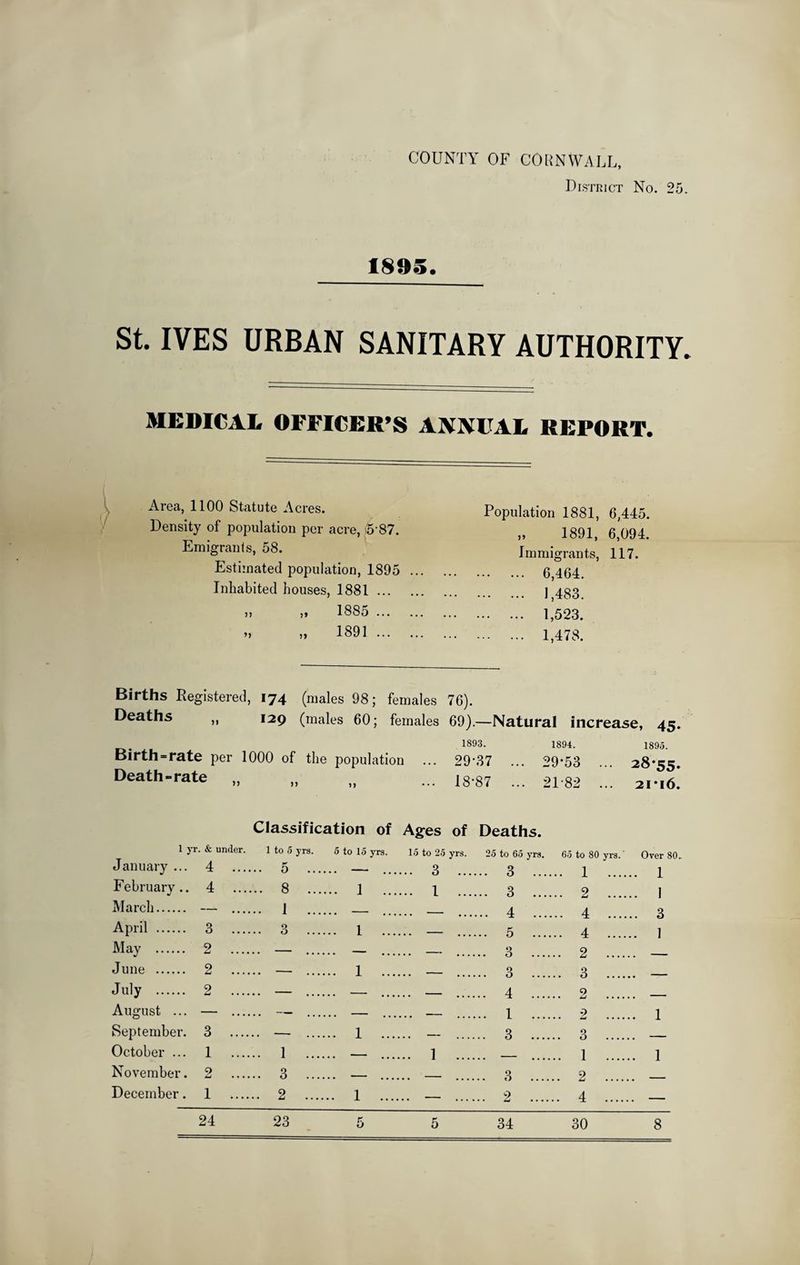 COUNTY OF CORNWALL,
District No. 25.
1895.
St. IVES URBAN SANITARY AUTHORITY.
MEDICAL OFFICER'S ANNUAL REPORT.
Area, 1100 Statute Acres. Population 1881, 6,445.
Density of population per acre, 5·87. „ 1891, 6,094.
Emigrants, 58. Immigrants, 117.
Estimated population, 1895 ... ... ... ... 6,464.
Inhabited houses, 1881 ... ... ... ... ... 1,483.
„ „ 1885 ... ... ... ... ... 1,523.
„ „ 1891 ... ... ... ... ... 1,478.
Births Registered, 174 (males 98; females 76).
Deaths „ 129 (males 60; females 69).—Natural increase, 45.
1893. 1894. 1895.
Birth-rate per 1000 of the population ... 29·37 ... 29·53 ... 28·55.
Death-rate „ „ „ ... 18·87 ... 21·82 ... 21·16.
Classification of Ages of Deaths.
1 yr. & under. 1 to 5 yrs. 5 to 15 yrs. 15 to 25 yrs. 25 to 65 yrs. 65 to 80 yrs. Over 80.
January ... 4 ...... 5 ...... — ...... 3 ...... 3 ...... 1 ...... 1
February .. 4 ...... 8 ...... 1 ...... 1 ...... 3 ...... 2 ...... 1
March...... — ...... 1 ...... — ...... — ...... 4 ...... 4 ...... 3
April ...... 3 ...... 3 ...... 1 ...... — ...... 5 ...... 4 ...... 1
May ...... 2 ...... — ...... — ...... — ...... 3 ...... 2 ...... —
June ...... 2 ...... — ...... 1 ...... — ...... 3 ...... 3 ...... —
July ...... 2 ...... — ...... — ...... — ...... 4 ...... 2 ...... —
August ... — ...... — ...... — ...... — ...... 1 ...... 2 ...... 1
September. 3 ...... — ...... 1 ...... — ...... 3 ...... 3 ...... —
October ... 1 ...... 1 ...... — ...... 1 ...... — ...... 1 ...... 1
November. 2 ...... 3 ...... — ...... — ...... 3 ...... 2 ...... —
December. 1 ...... 2 ...... 1 ...... — ...... 2 ...... 4 ...... —
24 23 5 5 34 30 8